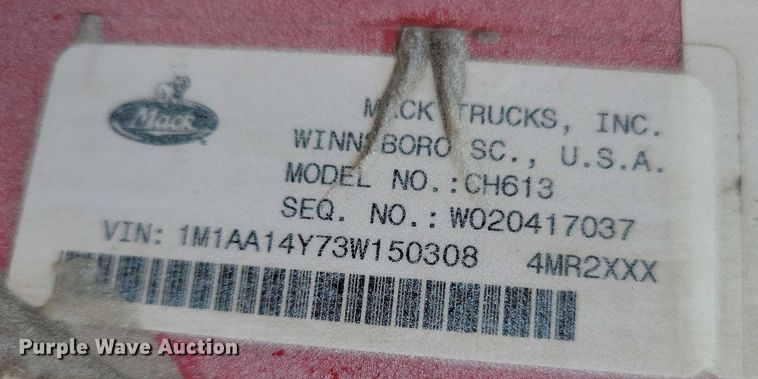 Mack
MACK TRUCKS, INC.
WINNSBORO SC., U.S.A.
MODEL NO.:CH613
SEQ. NO.: W020417037
VIN: 1M1AA14Y73W150308 4MR2XXX
Purple Wave Auction